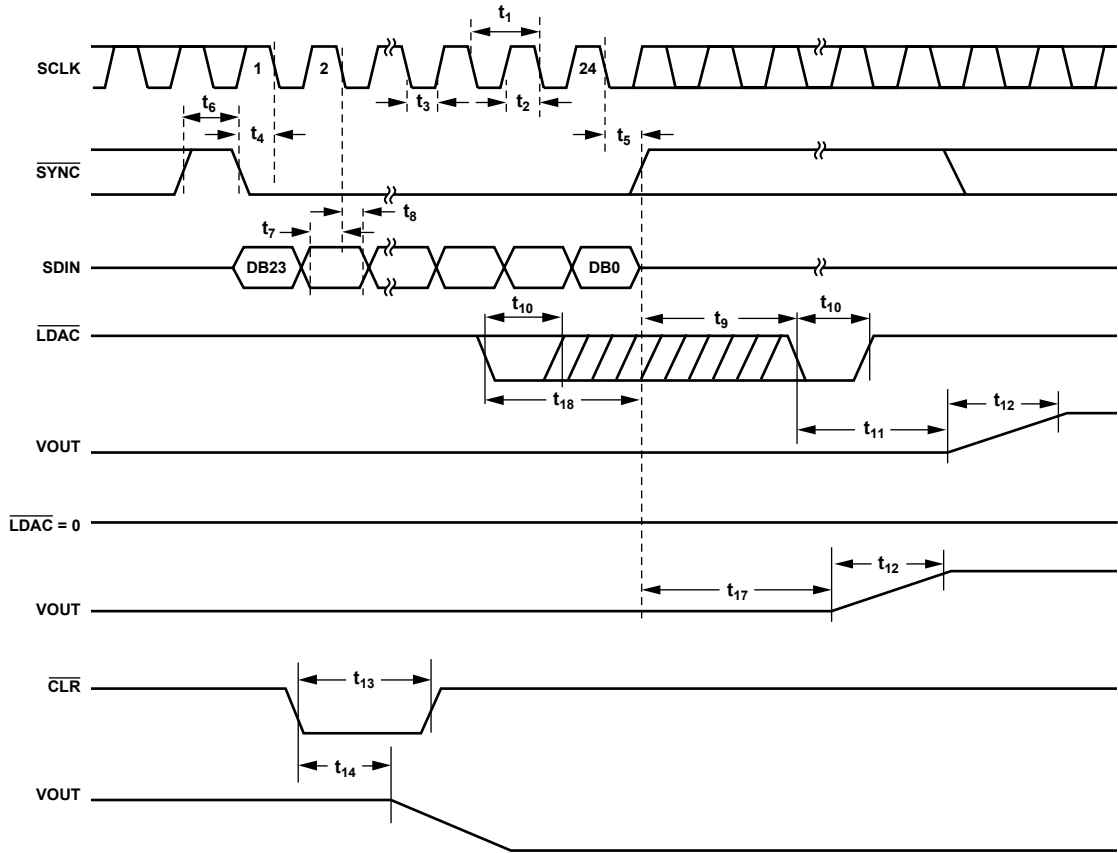 t1
SCLK
1
2
24
t3
t2
t6
t4
t5
SYNC
t7
t8
SDIN
DB23
DB0
t10
t9
t10
LDAC
t18
t11
t12
VOUT
LDAC = 0
t12
t17
VOUT
t13
CLR
t14
VOUT